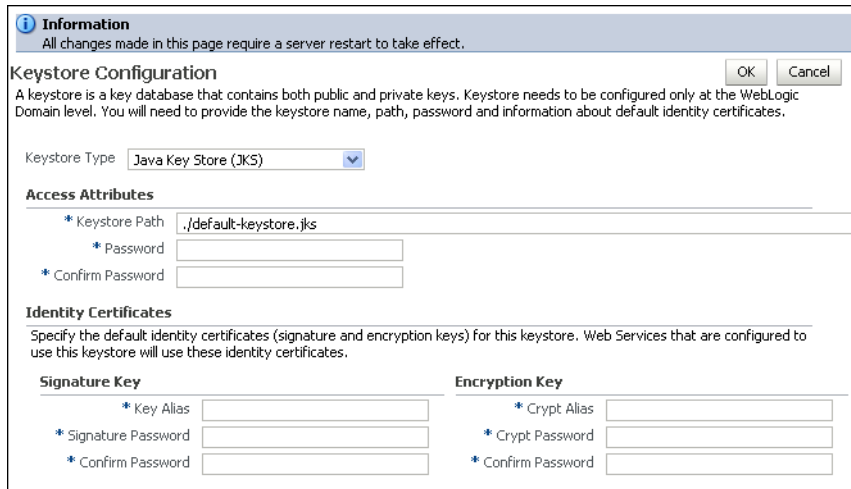 Information
All changes made in this page require a server restart to take effect.
Keystore Configuration
OK
Cancel
A keystore is a key database that contains both public and private keys. Keystore needs to be configured only at the WebLogic
Domain level. You will need to provide the keystore name, path, password and information about default identity certificates.
Keystore Type Java Key Store (JKS)
Access Attributes
* Keystore Path ./default-keystore.jks
* Password
* Confirm Password
Identity Certificates
Specify the default identity certificates (signature and encryption keys) for this keystore. Web Services that are configured to
use this keystore will use these identity certificates.
Signature Key
* Key Alias
* Signature Password
* Confirm Password
Encryption Key
* Crypt Alias
* Crypt Password
* Confirm Password